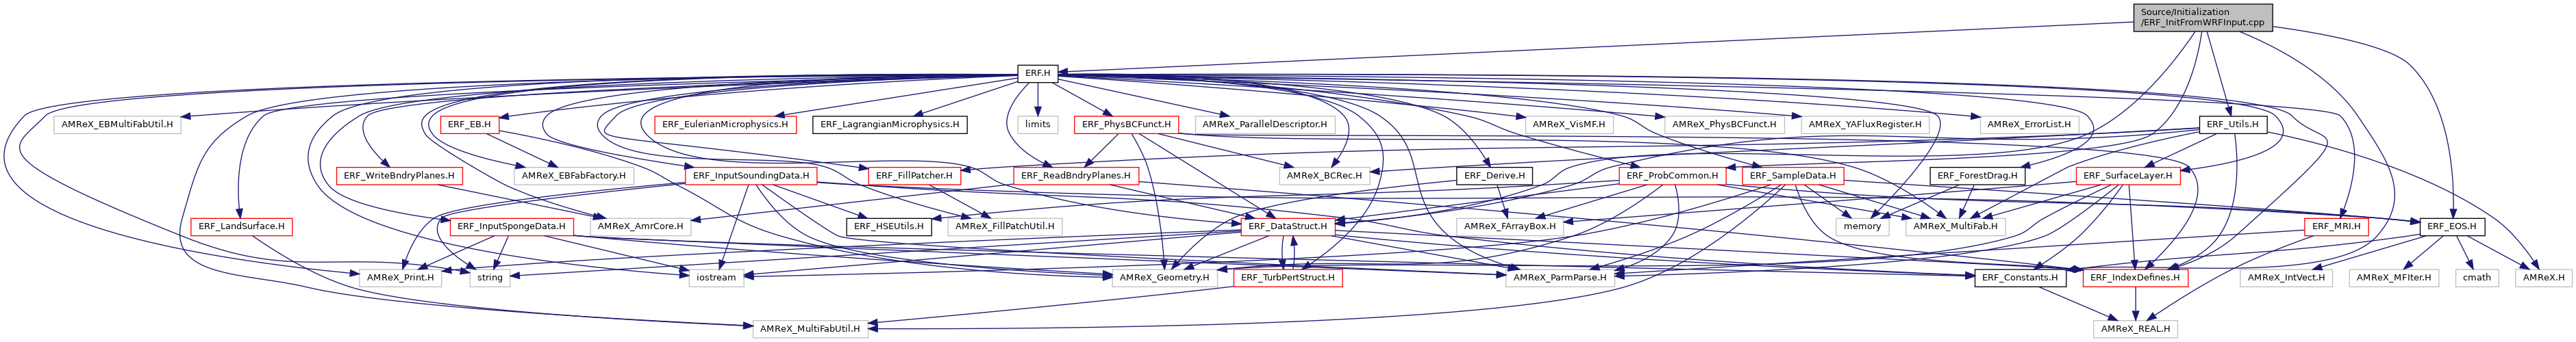 Source/Initialization
/ERF_InitFromWRFInput.cpp
ERF.H
AMReX_EBMultiFabUtil.H
ERF_EB.H
ERF_EulerianMicrophysics.H
ERF_LagrangianMicrophysics.H
limits
ERF_PhysBCFunct.H
AMReX_ParallelDescriptor.H
AMReX_VisMF.H
AMReX_PhysBCFunct.H
AMReX_YAFluxRegister.H
AMReX_ErrorList.H
ERF_Utils.H
ERF_WriteBndryPlanes.H
AMReX_EBFabFactory.H
ERF_InputSoundingData.H
ERF_FillPatcher.H
ERF_ReadBndryPlanes.H
AMReX_BCRec.H
ERF_Derive.H
ERF_ProbCommon.H
ERF_SampleData.H
ERF_ForestDrag.H
ERF_SurfaceLayer.H
ERF_LandSurface.H
ERF_InputSpongeData.H
AMReX_AmrCore.H
ERF_HSEUtils.H
AMReX_FillPatchUtil.H
ERF_DataStruct.H
AMReX_FArrayBox.H
memory
AMReX_MultiFab.H
ERF_MRI.H
ERF_EOS.H
AMReX_Print.H
string
iostream
AMReX_Geometry.H
ERF_TurbPertStruct.H
AMReX_ParmParse.H
ERF_Constants.H
ERF_IndexDefines.H
AMReX_IntVect.H
AMReX_MFIter.H
cmath
AMReX.H
AMReX_MultiFabUtil.H
AMReX_REAL.H